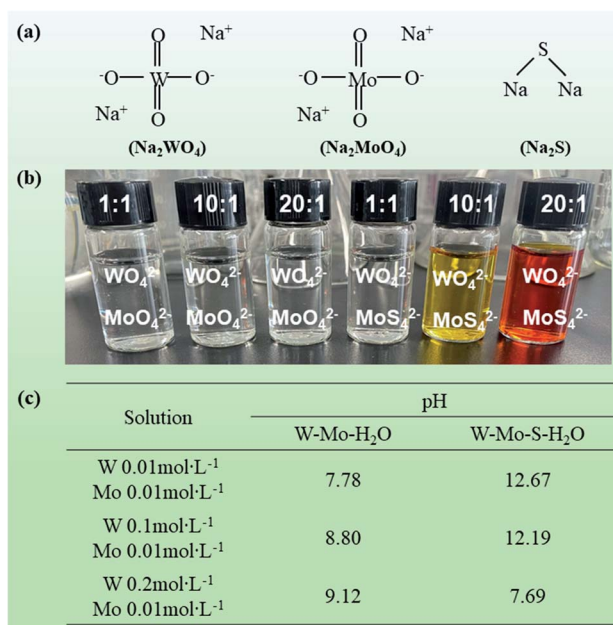 (a)
O Na⁺
⁻O W O⁻
Na⁺ O
(Na₂WO₄)
O Na⁺
⁻O Mo O⁻
Na⁺ O
(Na₂MoO₄)
S
Na Na
(Na₂S)
(b)
1:1 10:1 20:1 1:1 10:1 20:1
WO₄²⁻ WO₄²⁻ WO₄²⁻ WO₄²⁻ WO₄²⁻ WO₄²⁻
MoO₄²⁻ MoO₄²⁻ MoO₄²⁻ MoS₄²⁻ MoS₄²⁻ MoS₄²⁻
(c)
Solution pH
W-Mo-H₂O W-Mo-S-H₂O
W 0.01mol·L⁻¹
Mo 0.01mol·L⁻¹ 7.78 12.67
W 0.1mol·L⁻¹
Mo 0.01mol·L⁻¹ 8.80 12.19
W 0.2mol·L⁻¹
Mo 0.01mol·L⁻¹ 9.12 7.69